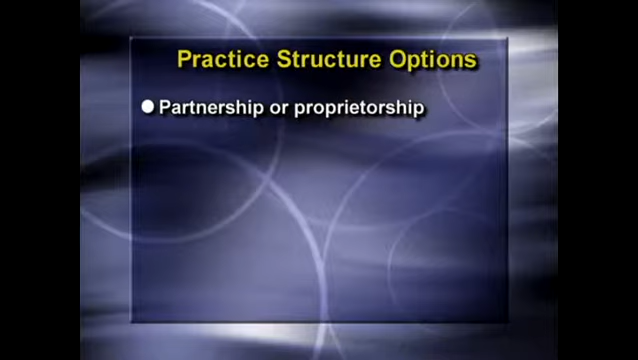 Practice Structure Options
Partnership or proprietorship